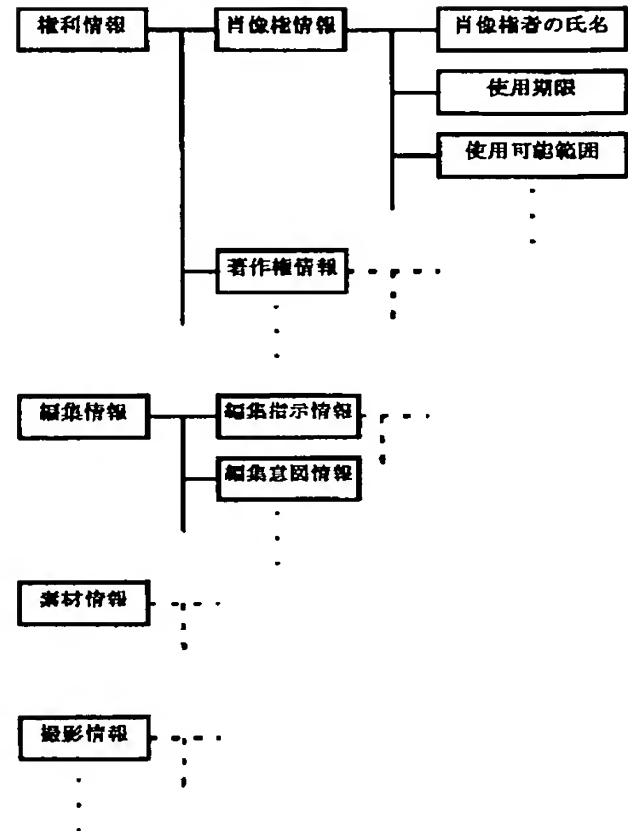 権利情報
肖像権情報
肖像権者の氏名
使用期限
使用可能範囲
著作権情報
編集情報
編集指示情報
編集意図情報
素材情報
撮影情報